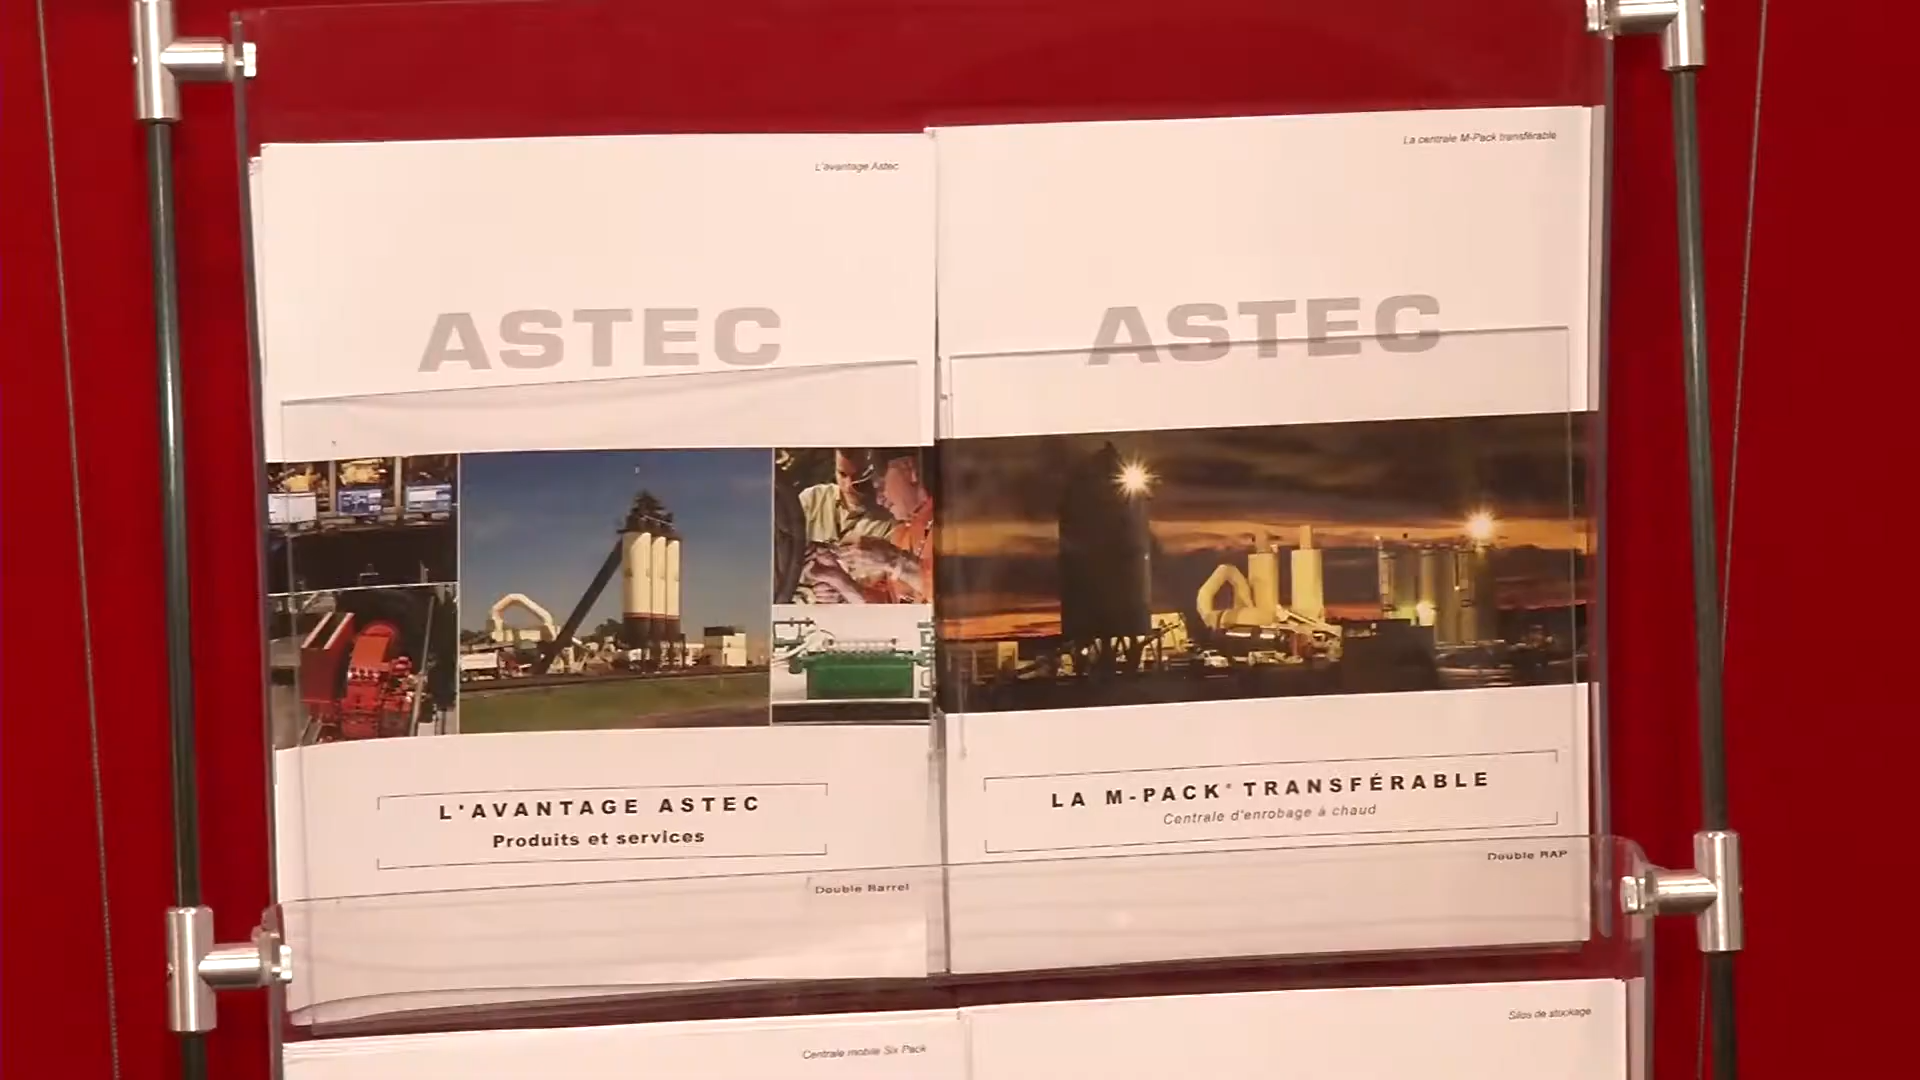 L'avantage Astec
ASTEC
L'AVANTAGE ASTEC
Produits et services
Double Barrel
La centrale M-Pack transférable
ASTEC
LA M-PACK® TRANSFÉRABLE
Centrale d'enrobage à chaud
Double RAP
Centrale mobile Six Pack
Silos de stockage